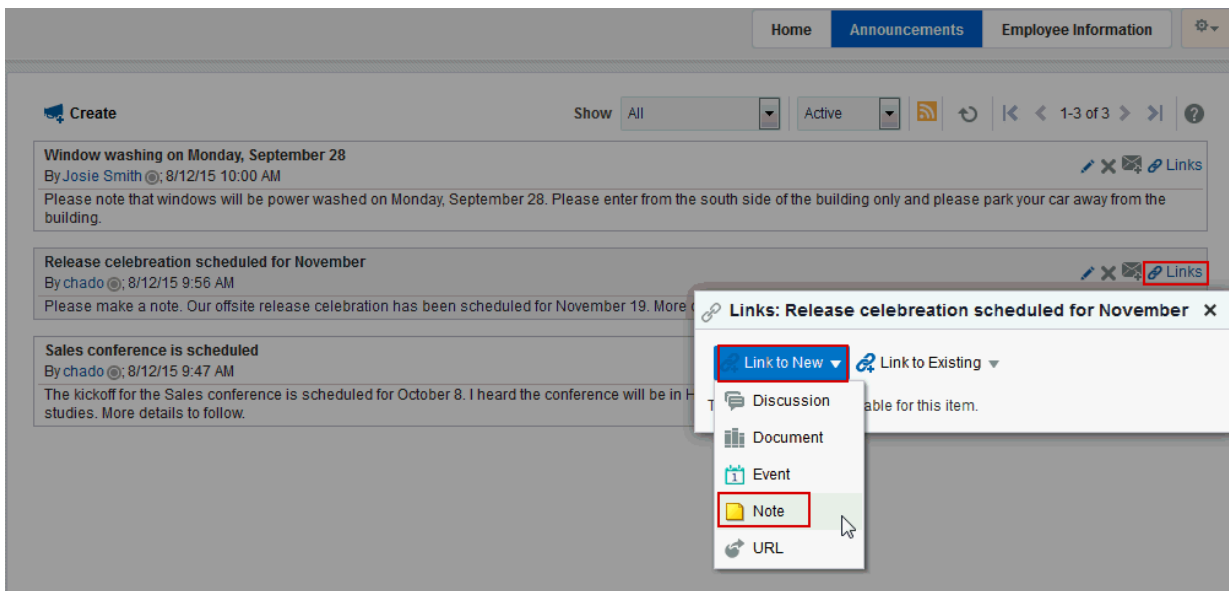 Home Announcements Employee Information
Create Show All Active 1-3 of 3
Window washing on Monday, September 28
By Josie Smith ; 8/12/15 10:00 AM
Links
Please note that windows will be power washed on Monday, September 28. Please enter from the south side of the building only and please park your car away from the
building.
Release celebreation scheduled for November
By chado ; 8/12/15 9:56 AM
Links
Please make a note. Our offsite release celebration has been scheduled for November 19. More
Links: Release celebreation scheduled for November
Link to New Link to Existing
able for this item.
Discussion
Document
1 Event
Note
URL
Sales conference is scheduled
By chado ; 8/12/15 9:47 AM
The kickoff for the Sales conference is scheduled for October 8. I heard the conference will be in H
studies. More details to follow.